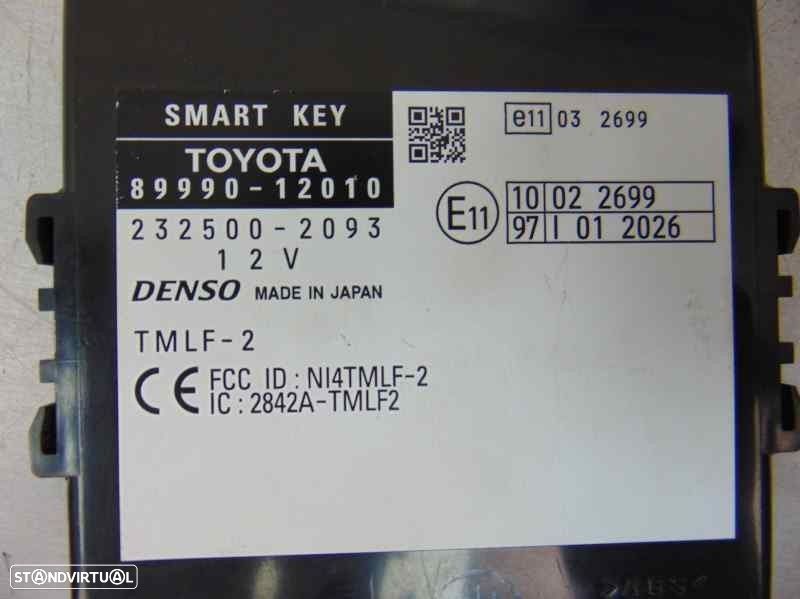 SMART KEY
TOYOTA
89990-12010
232500-2093
12V
DENSO MADE IN JAPAN
TMLF-2
CE FCC ID : NI4TMLF-2
IC : 2842A-TMLF2
e11 03 2699
E11
10 02 2699
97 I 01 2026
STANDVIRTUAL